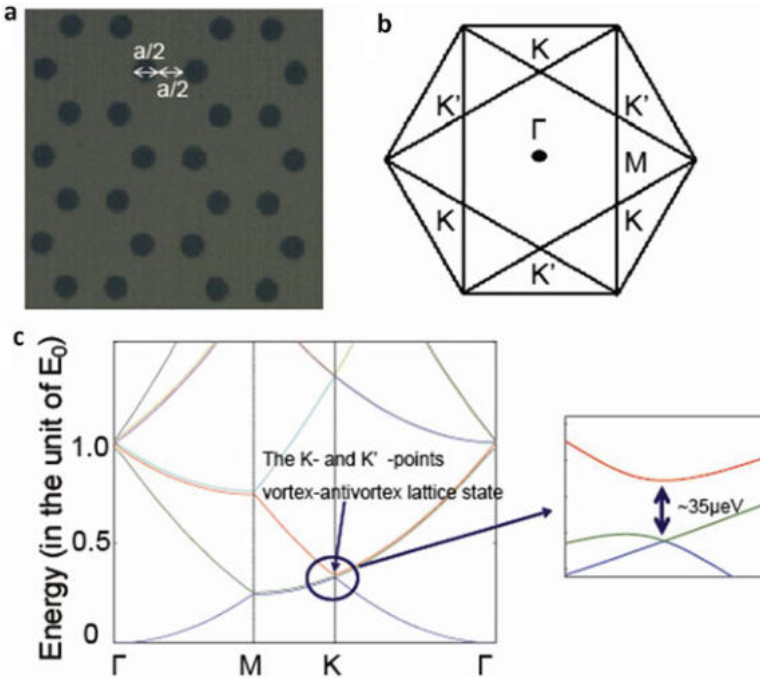 a
a/2
a/2
b
K
K' K'
Γ
M
K K
K'
c
Energy (in the unit of E0)
1.0
0.5
0
The K- and K' -points
vortex-antivortex lattice state
~35µeV
Γ M K Γ